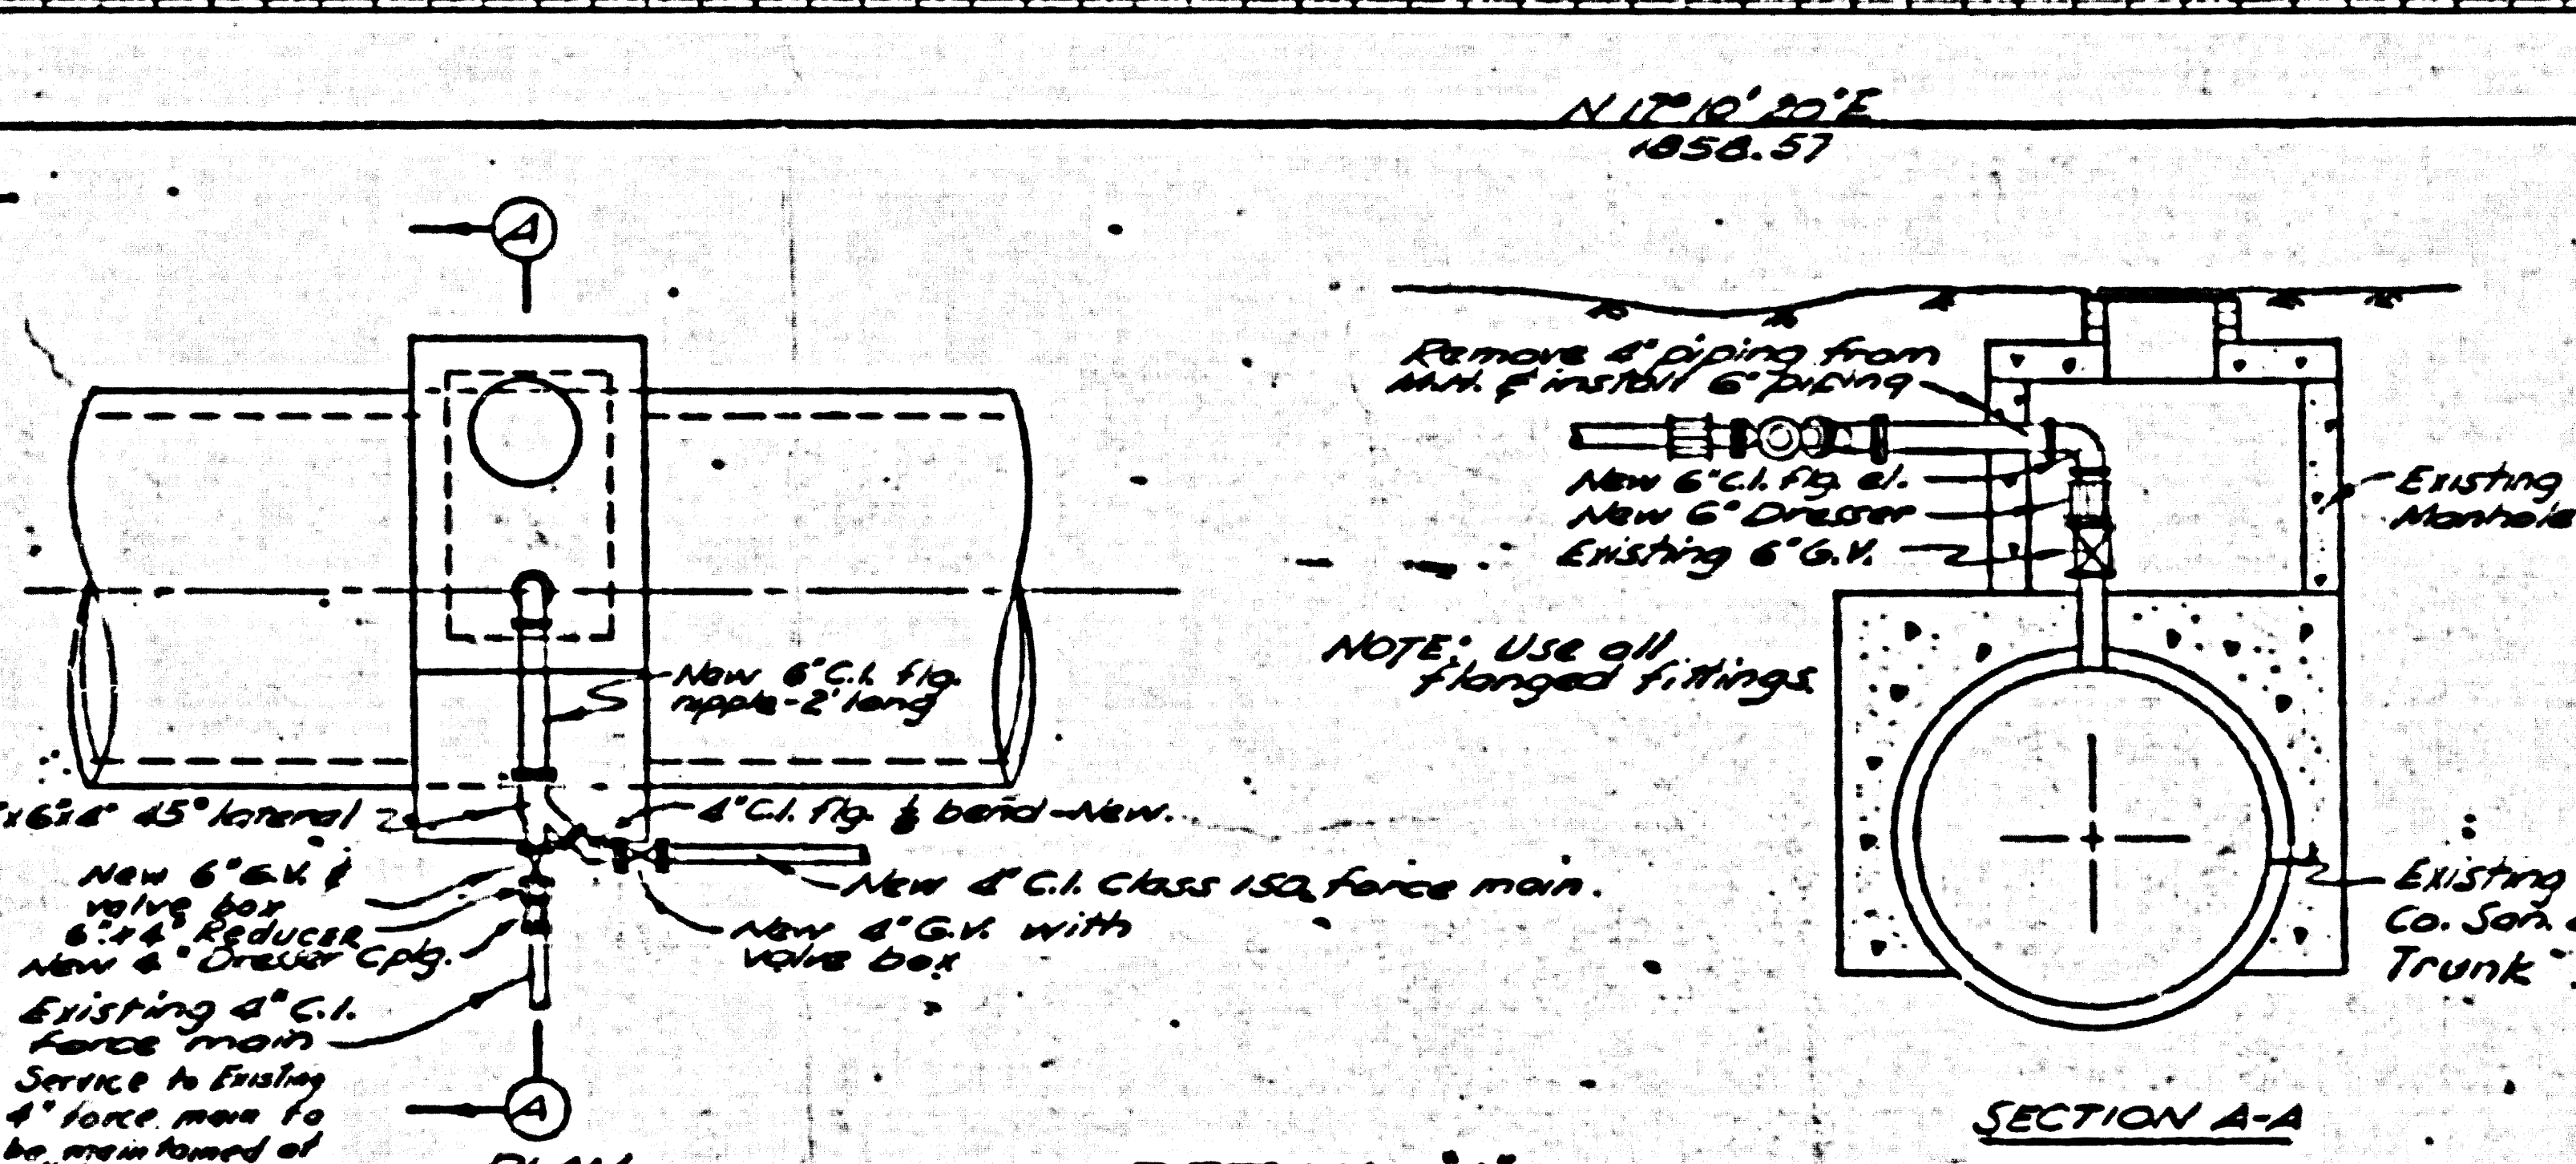 N 17° 10' 20" E
1858.57
A
Remove 4" piping from
M.H. & install 6" piping
New 6" C.I. flg. el.
New 6" Dresser
Existing 6" G.V.
Existing
Manhole
NOTE: Use all
flanged fittings
New 6" C.I. flg.
nipple - 2' long
x6"x4" 45° lateral
4" C.I. flg. ⅛ bend - New.
New 6" G.V. &
valve box
6" x 4" Reducer
New 4" Dresser Cplg.
New 4" C.I. Class 150 force main.
New 4" G.V. with
valve box
Existing 4" C.I.
force main
Service to Existing
4" force main to
be maintained at
Existing
Co. San.
Trunk
A
PLAN
SECTION A-A